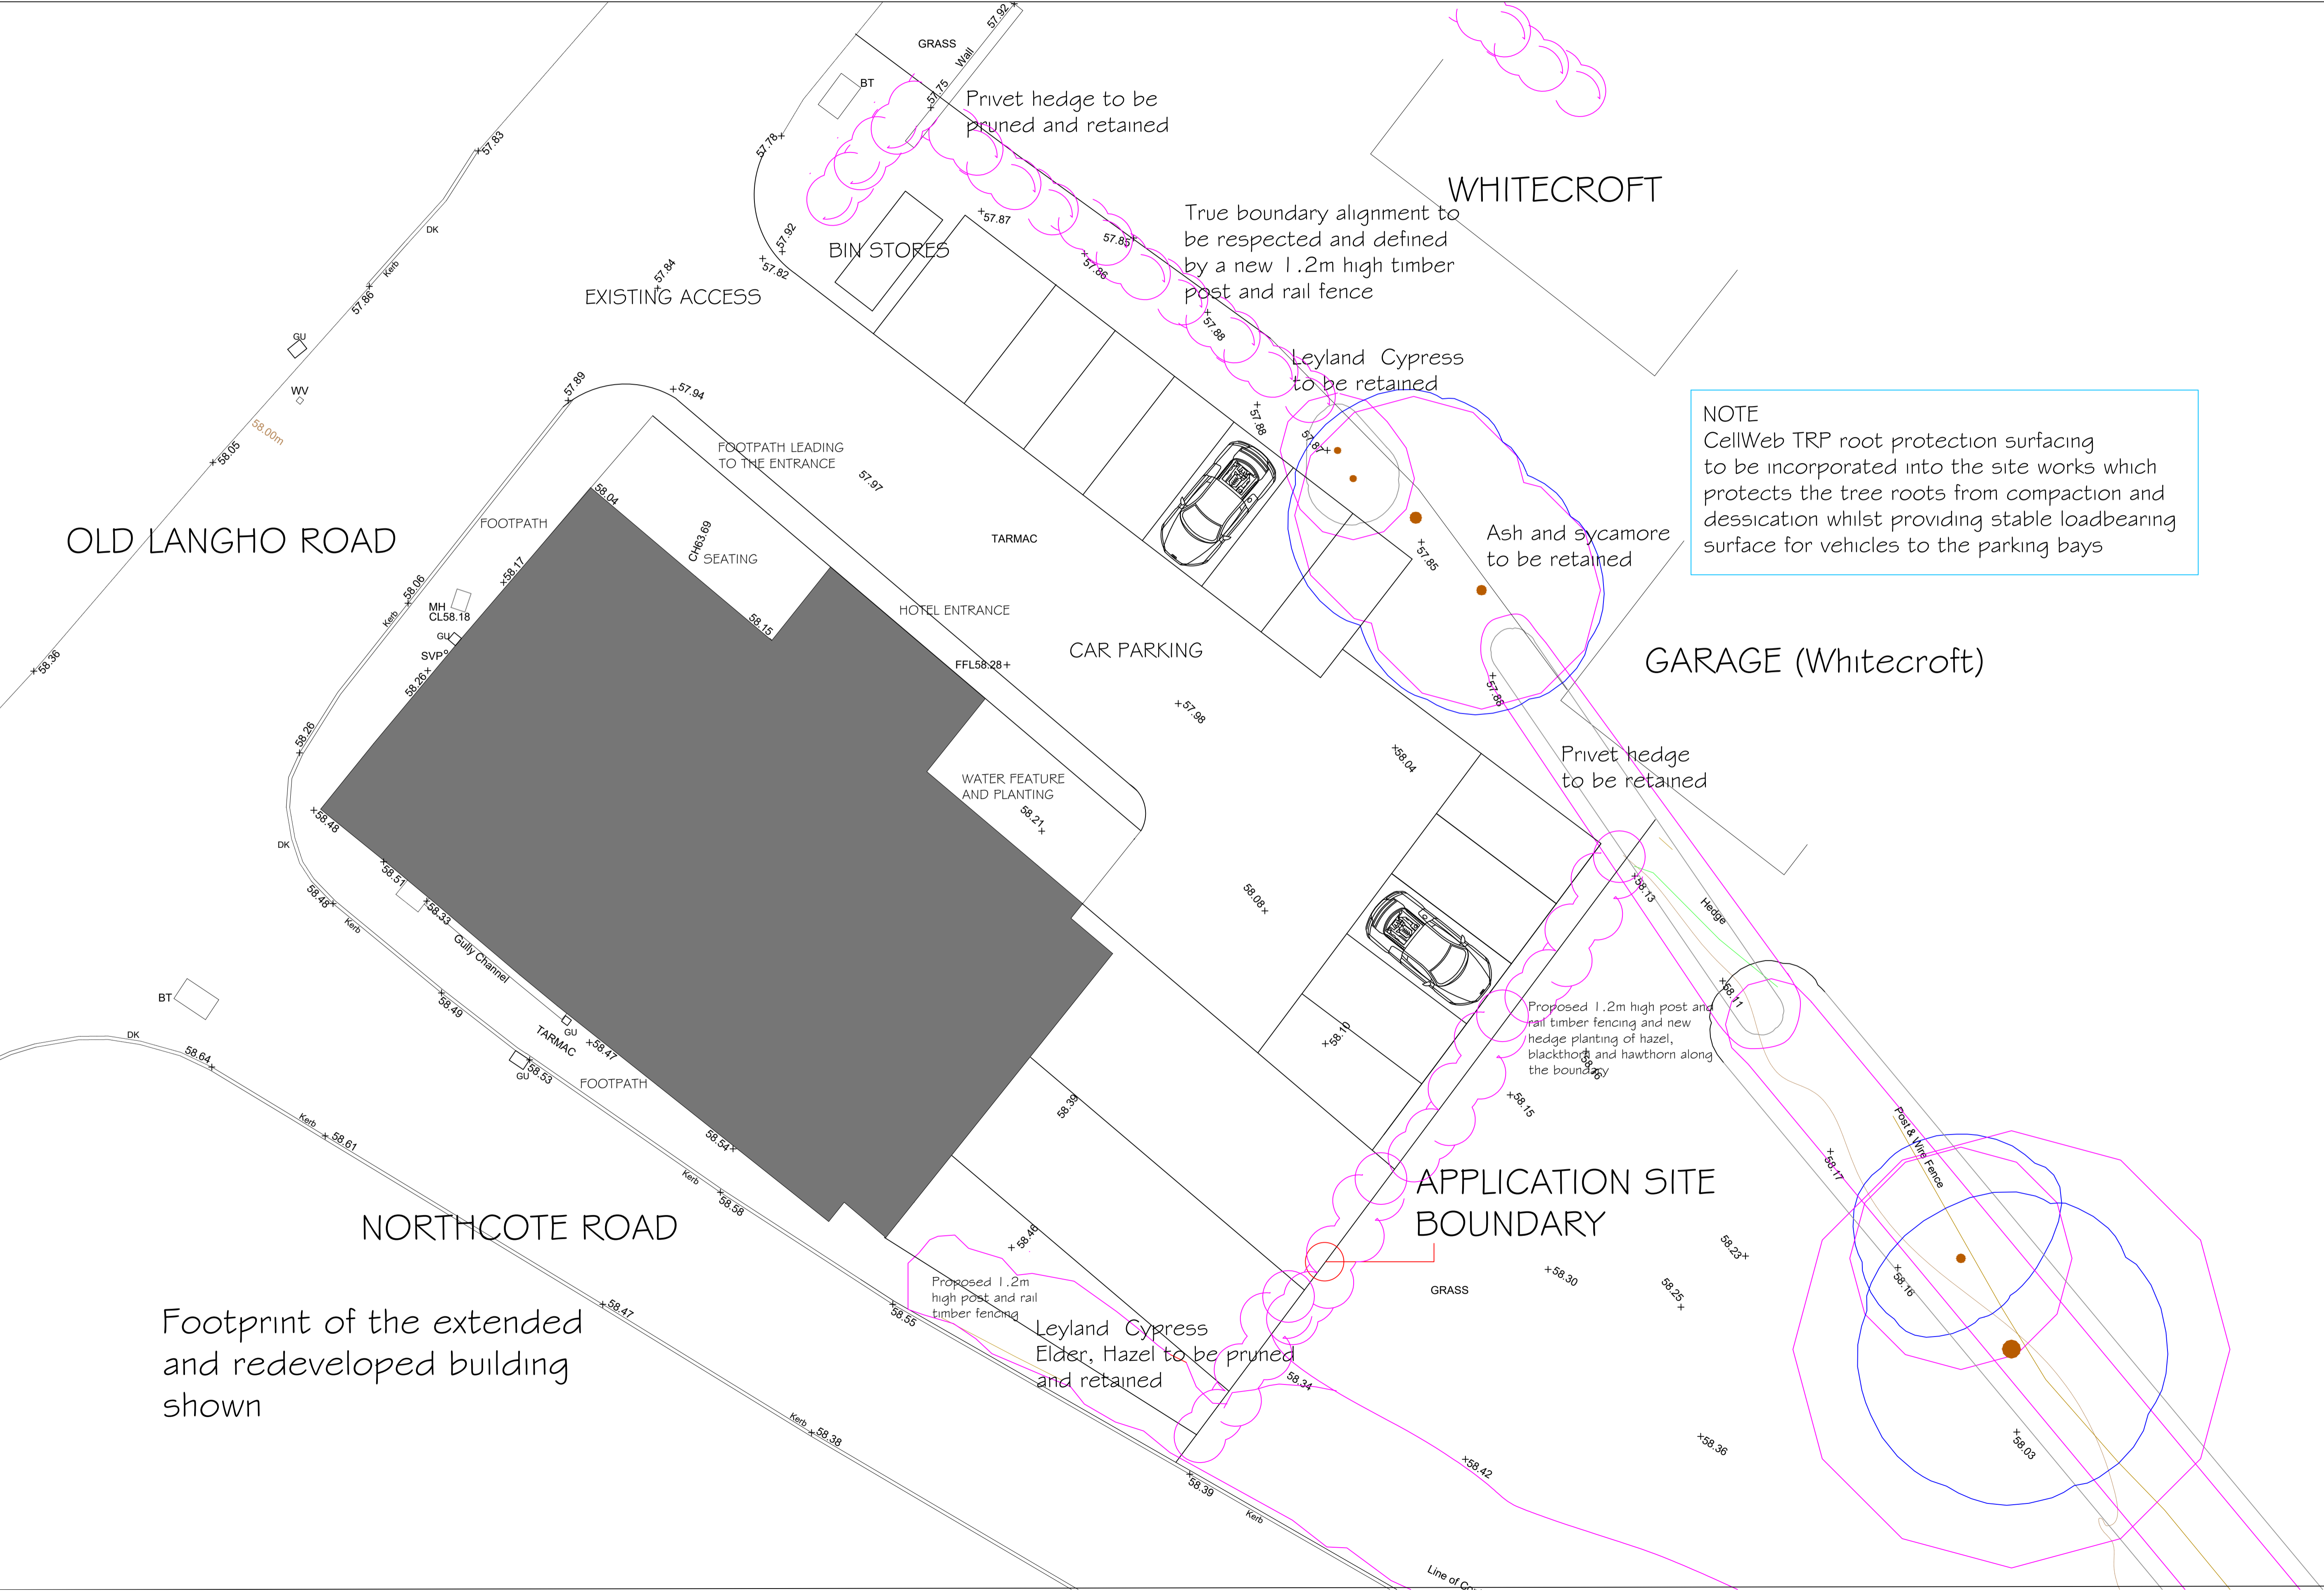 57.92
GRASS
Wall
BT
57.75
Privet hedge to be
pruned and retained
57.83
57.78
WHITECROFT
True boundary alignment to
be respected and defined
by a new 1.2m high timber
post and rail fence
57.87
57.85
DK
57.92
BIN STORES
57.82
57.86
Kerb
57.84
EXISTING ACCESS
57.86
57.88
GU
Leyland Cypress
to be retained
WV
57.89
57.94
NOTE
CellWeb TRP root protection surfacing
to be incorporated into the site works which
protects the tree roots from compaction and
dessication whilst providing stable loadbearing
surface for vehicles to the parking bays
58.00m
57.88
57.87
58.05
FOOTPATH LEADING
TO THE ENTRANCE
57.97
58.04
OLD LANGHO ROAD
FOOTPATH
CH63.69
SEATING
TARMAC
Ash and sycamore
to be retained
57.85
58.17
58.06
Kerb
MH
CL58.18
58.15
HOTEL ENTRANCE
GU
SVP
58.36
FFL58.28
CAR PARKING
GARAGE (Whitecroft)
58.26
57.88
57.98
58.26
58.04
Privet hedge
to be retained
WATER FEATURE
AND PLANTING
58.21
58.48
DK
58.51
58.48
58.33
58.08
58.13
Hedge
Kerb
Gully Channel
BT
58.49
58.11
Proposed 1.2m high post and
rail timber fencing and new
hedge planting of hazel,
blackthorn and hawthorn along
the boundary
58.16
DK
58.64
TARMAC
GU
58.47
58.10
GU
58.53
FOOTPATH
58.39
58.15
Kerb
58.61
58.54
Post & Wire Fence
58.17
Kerb
58.58
APPLICATION SITE
BOUNDARY
NORTHCOTE ROAD
58.46
58.23
58.30
58.25
58.16
GRASS
Proposed 1.2m
high post and rail
timber fencing
58.47
58.55
Footprint of the extended
and redeveloped building
shown
Leyland Cypress
Elder, Hazel to be pruned
and retained
58.34
Kerb
58.38
58.36
58.03
58.42
58.39
Kerb
Line of